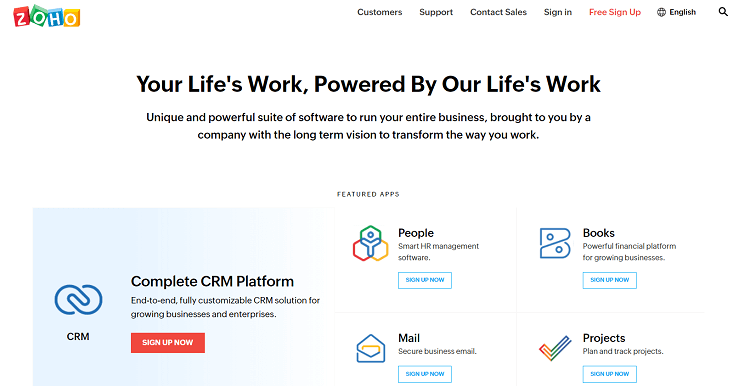 ZOHO
Customers
Support
Contact Sales
Sign in
Free Sign Up
English
Your Life's Work, Powered By Our Life's Work
Unique and powerful suite of software to run your entire business, brought to you by a
company with the long term vision to transform the way you work.
FEATURED APPS
CRM
Complete CRM Platform
End-to-end, fully customizable CRM solution for
growing businesses and enterprises.
SIGN UP NOW
People
Smart HR management
software.
SIGN UP NOW
Books
Powerful financial platform
for growing businesses.
SIGN UP NOW
Mail
Secure business email.
SIGN UP NOW
Projects
Plan and track projects.
SIGN UP NOW